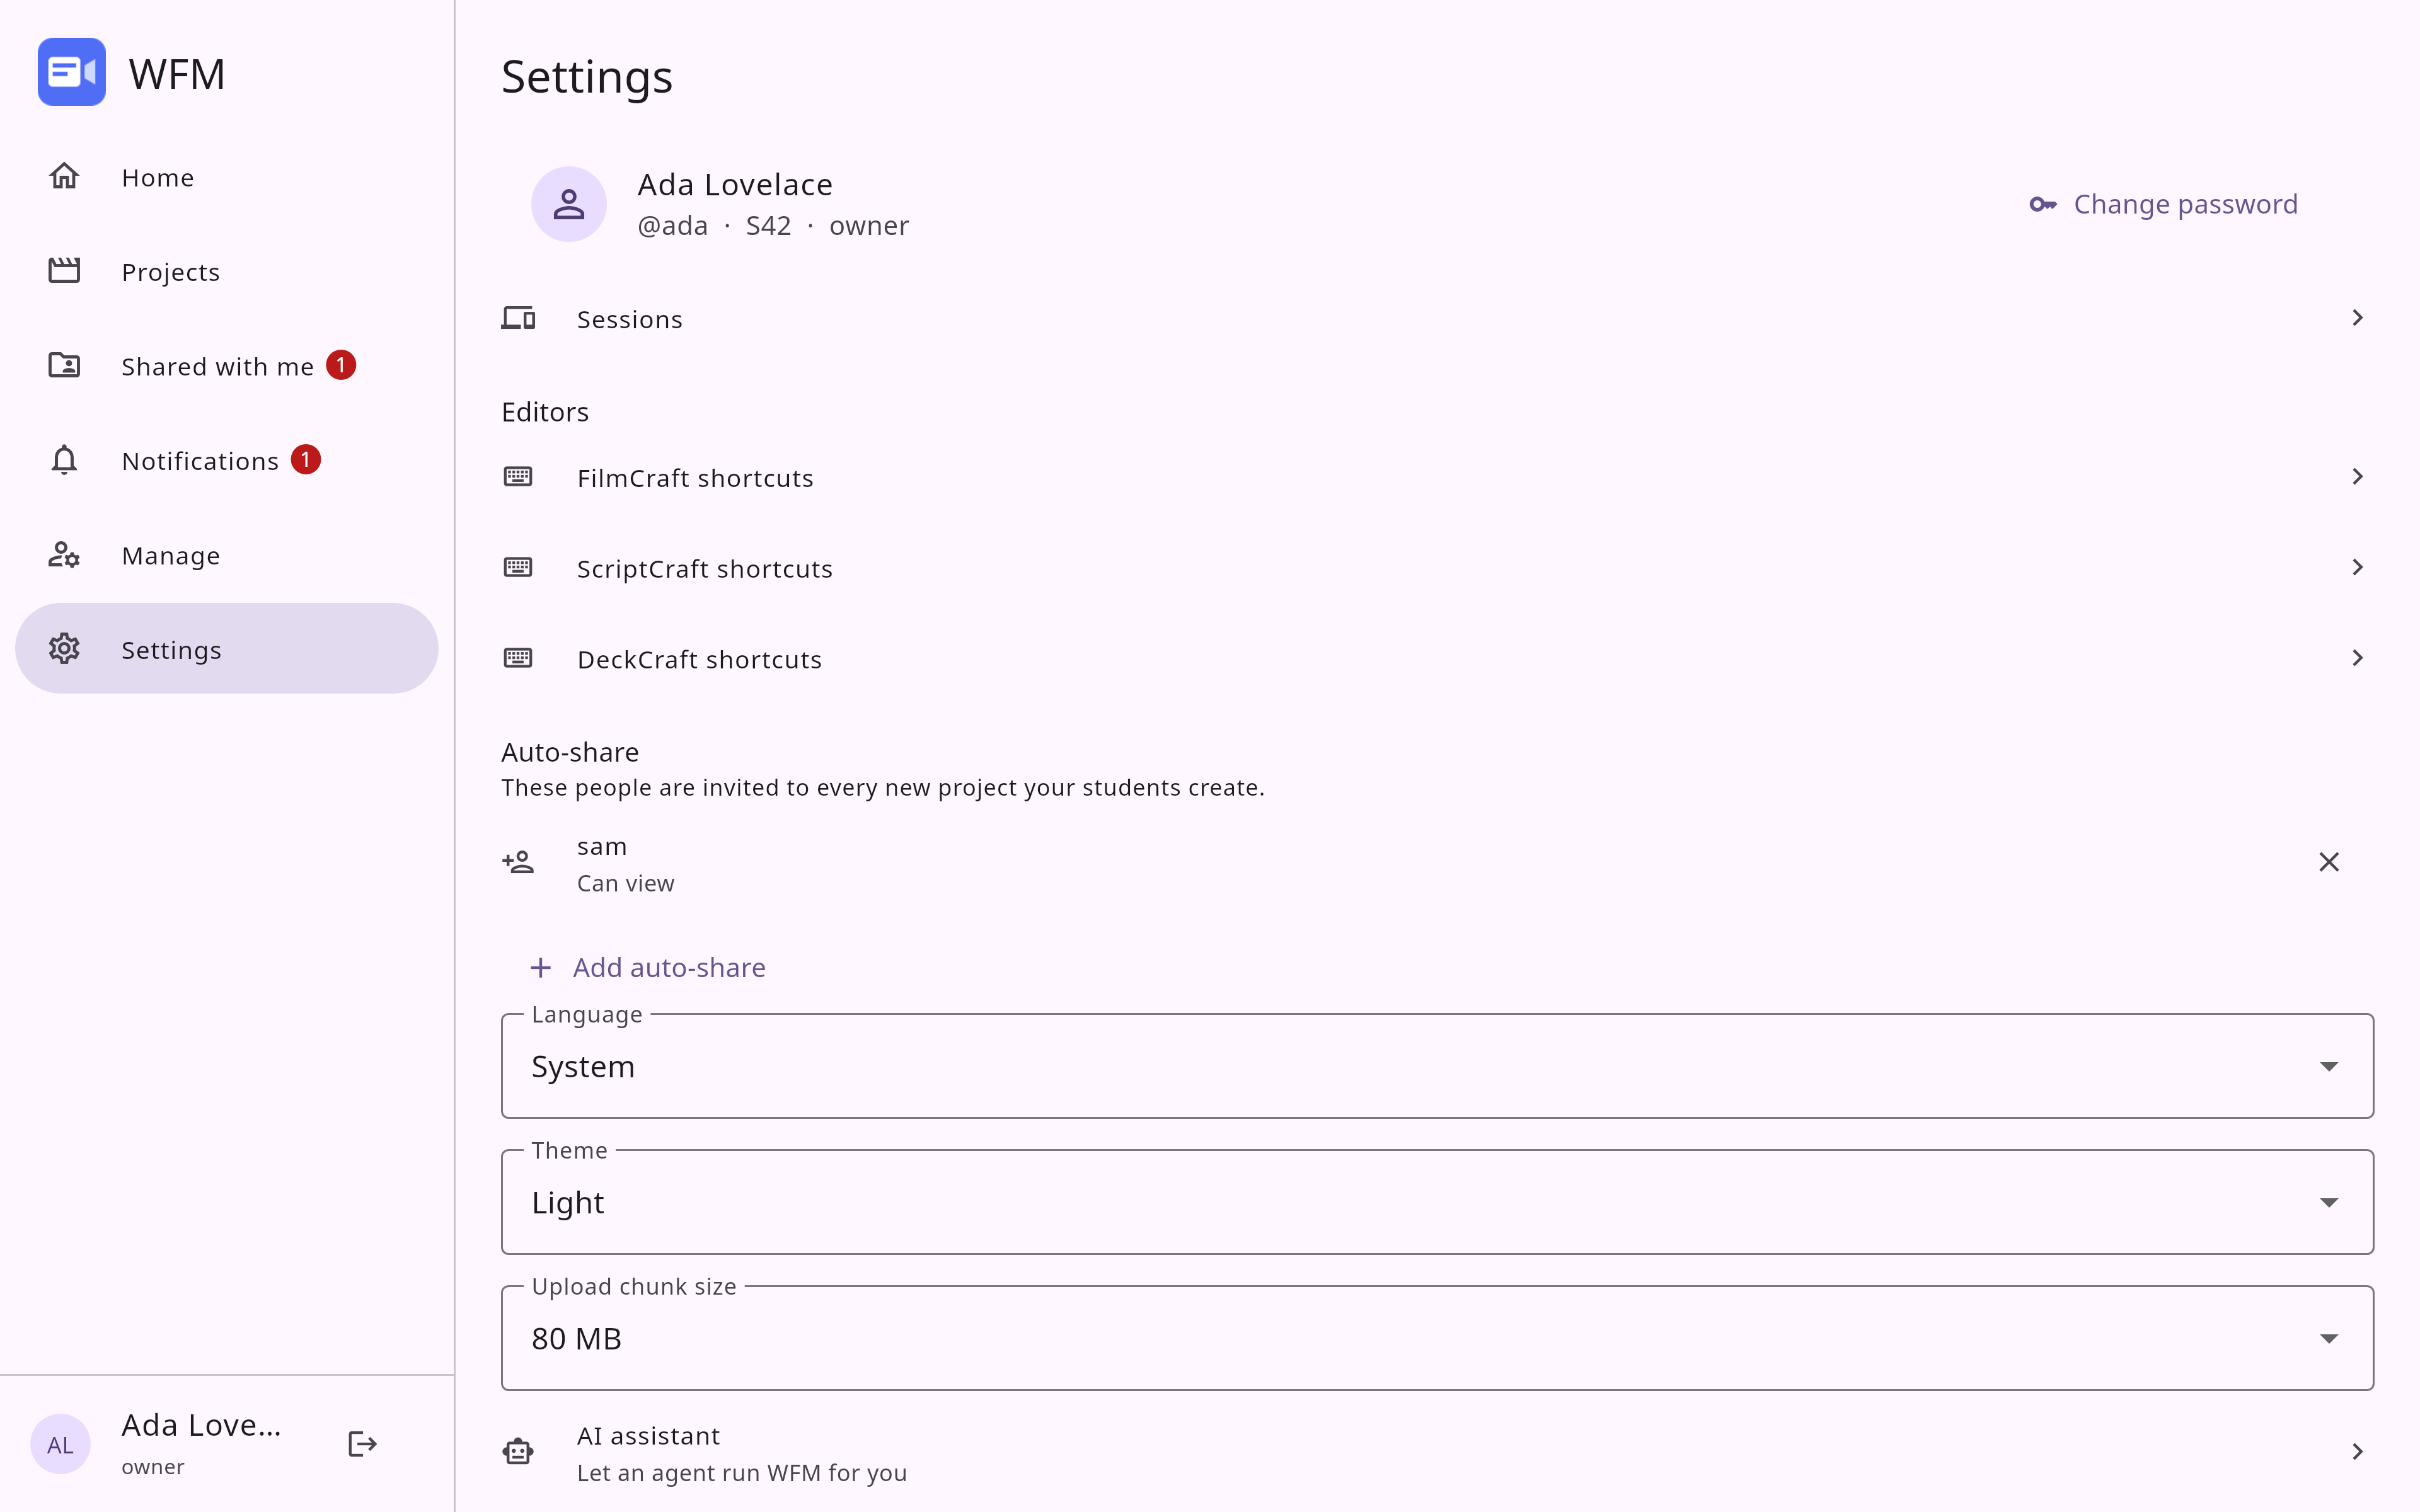 WFM
Home
Projects
Shared with me 1
Notifications 1
Manage
Settings
AL
Ada Love...
owner
Settings
Ada Lovelace
@ada · S42 · owner
Change password
Sessions
Editors
FilmCraft shortcuts
ScriptCraft shortcuts
DeckCraft shortcuts
Auto-share
These people are invited to every new project your students create.
sam
Can view
Add auto-share
Language
System
Theme
Light
Upload chunk size
80 MB
AI assistant
Let an agent run WFM for you